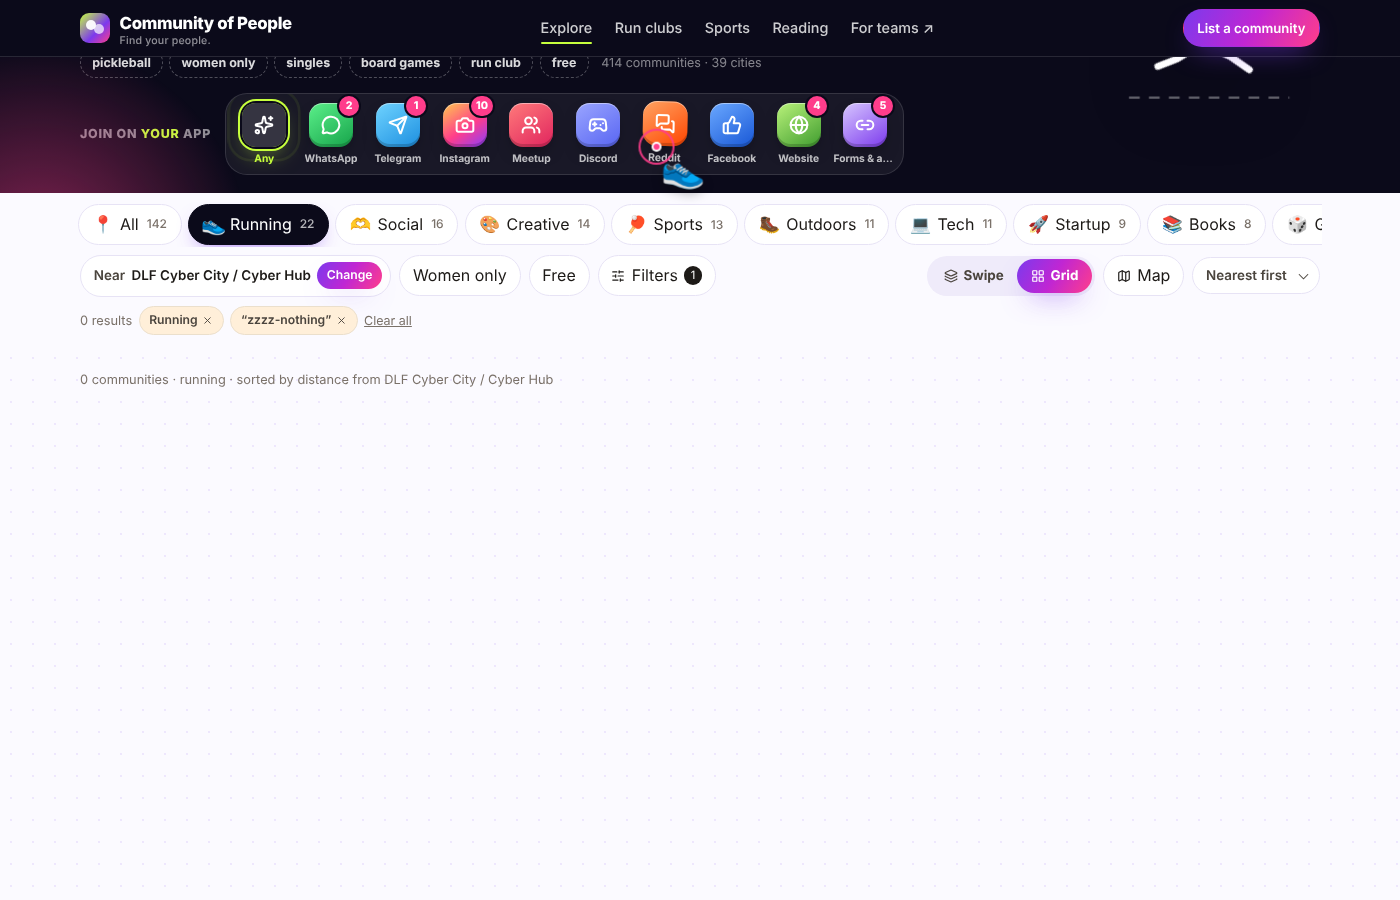 Community of People
Find your people.
Explore
Run clubs
Sports
Reading
For teams ↗
List a community
pickleball
women only
singles
board games
run club
free
414 communities · 39 cities
JOIN ON YOUR APP
Any
2
WhatsApp
1
Telegram
10
Instagram
Meetup
Discord
Reddit
Facebook
4
Website
5
Forms & a...
All 142
Running 22
Social 16
Creative 14
Sports 13
Outdoors 11
Tech 11
Startup 9
Books 8
G
Near DLF Cyber City / Cyber Hub Change
Women only
Free
Filters 1
Swipe
Grid
Map
Nearest first
0 results
Running ×
“zzzz-nothing” ×
Clear all
0 communities · running · sorted by distance from DLF Cyber City / Cyber Hub